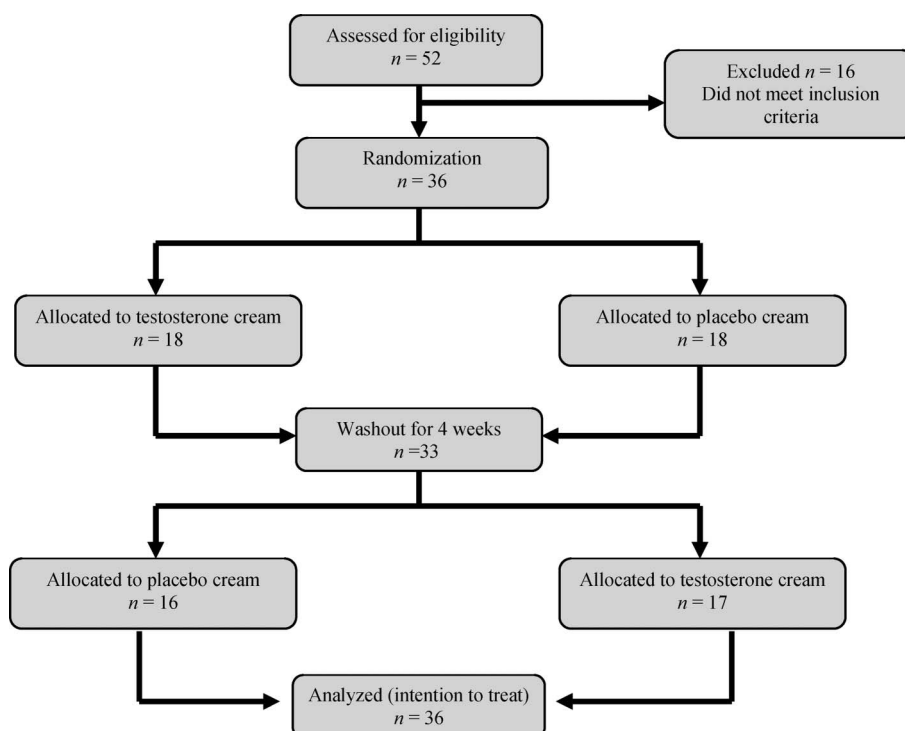 Assessed for eligibility
n = 52
Excluded n = 16
Did not meet inclusion
criteria
Randomization
n = 36
Allocated to testosterone cream
n = 18
Allocated to placebo cream
n = 18
Washout for 4 weeks
n =33
Allocated to placebo cream
n = 16
Allocated to testosterone cream
n = 17
Analyzed (intention to treat)
n = 36